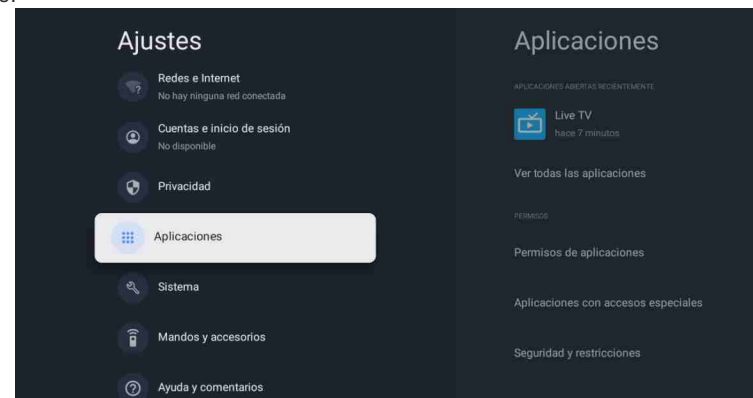 Ajustes
Redes e Internet
No hay ninguna red conectada
Cuentas e inicio de sesión
No disponible
Privacidad
Aplicaciones
Sistema
Mandos y accesorios
Ayuda y comentarios
Aplicaciones
APLICACIONES ABIERTAS RECIENTEMENTE
Live TV
hace 7 minutos
Ver todas las aplicaciones
PERMISOS
Permisos de aplicaciones
Aplicaciones con accesos especiales
Seguridad y restricciones